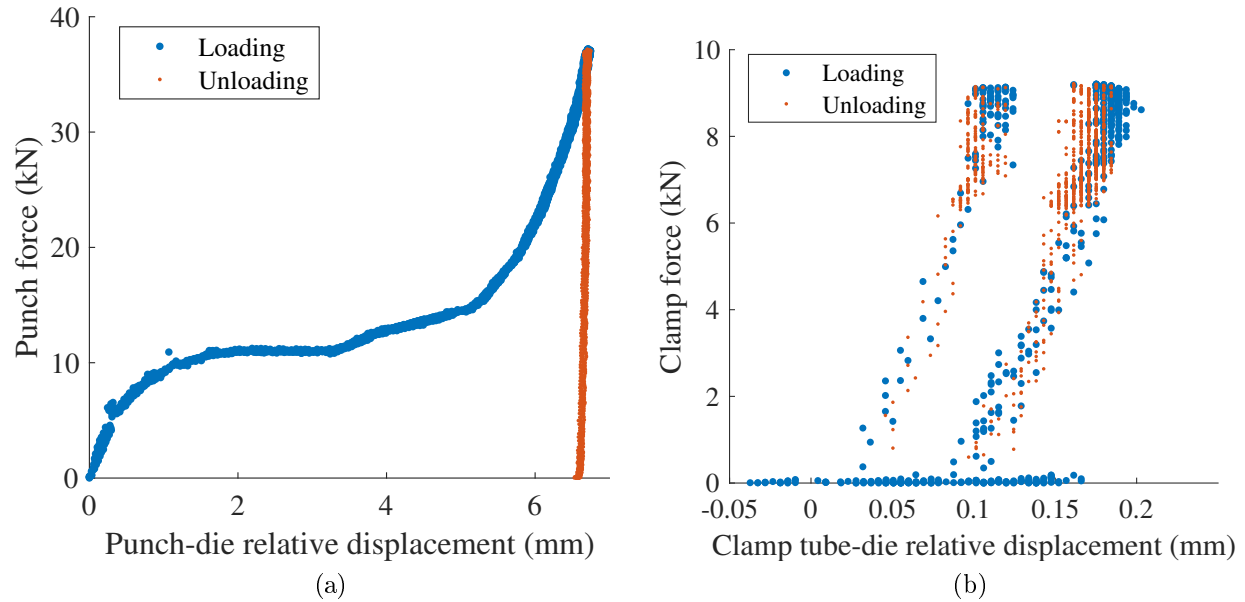 40
30
20
10
0
Punch force (kN)
Loading
Unloading
0 2 4 6
Punch-die relative displacement (mm)
(a)
10
8
6
4
2
0
Clamp force (kN)
Loading
Unloading
-0.05 0 0.05 0.1 0.15 0.2
Clamp tube-die relative displacement (mm)
(b)